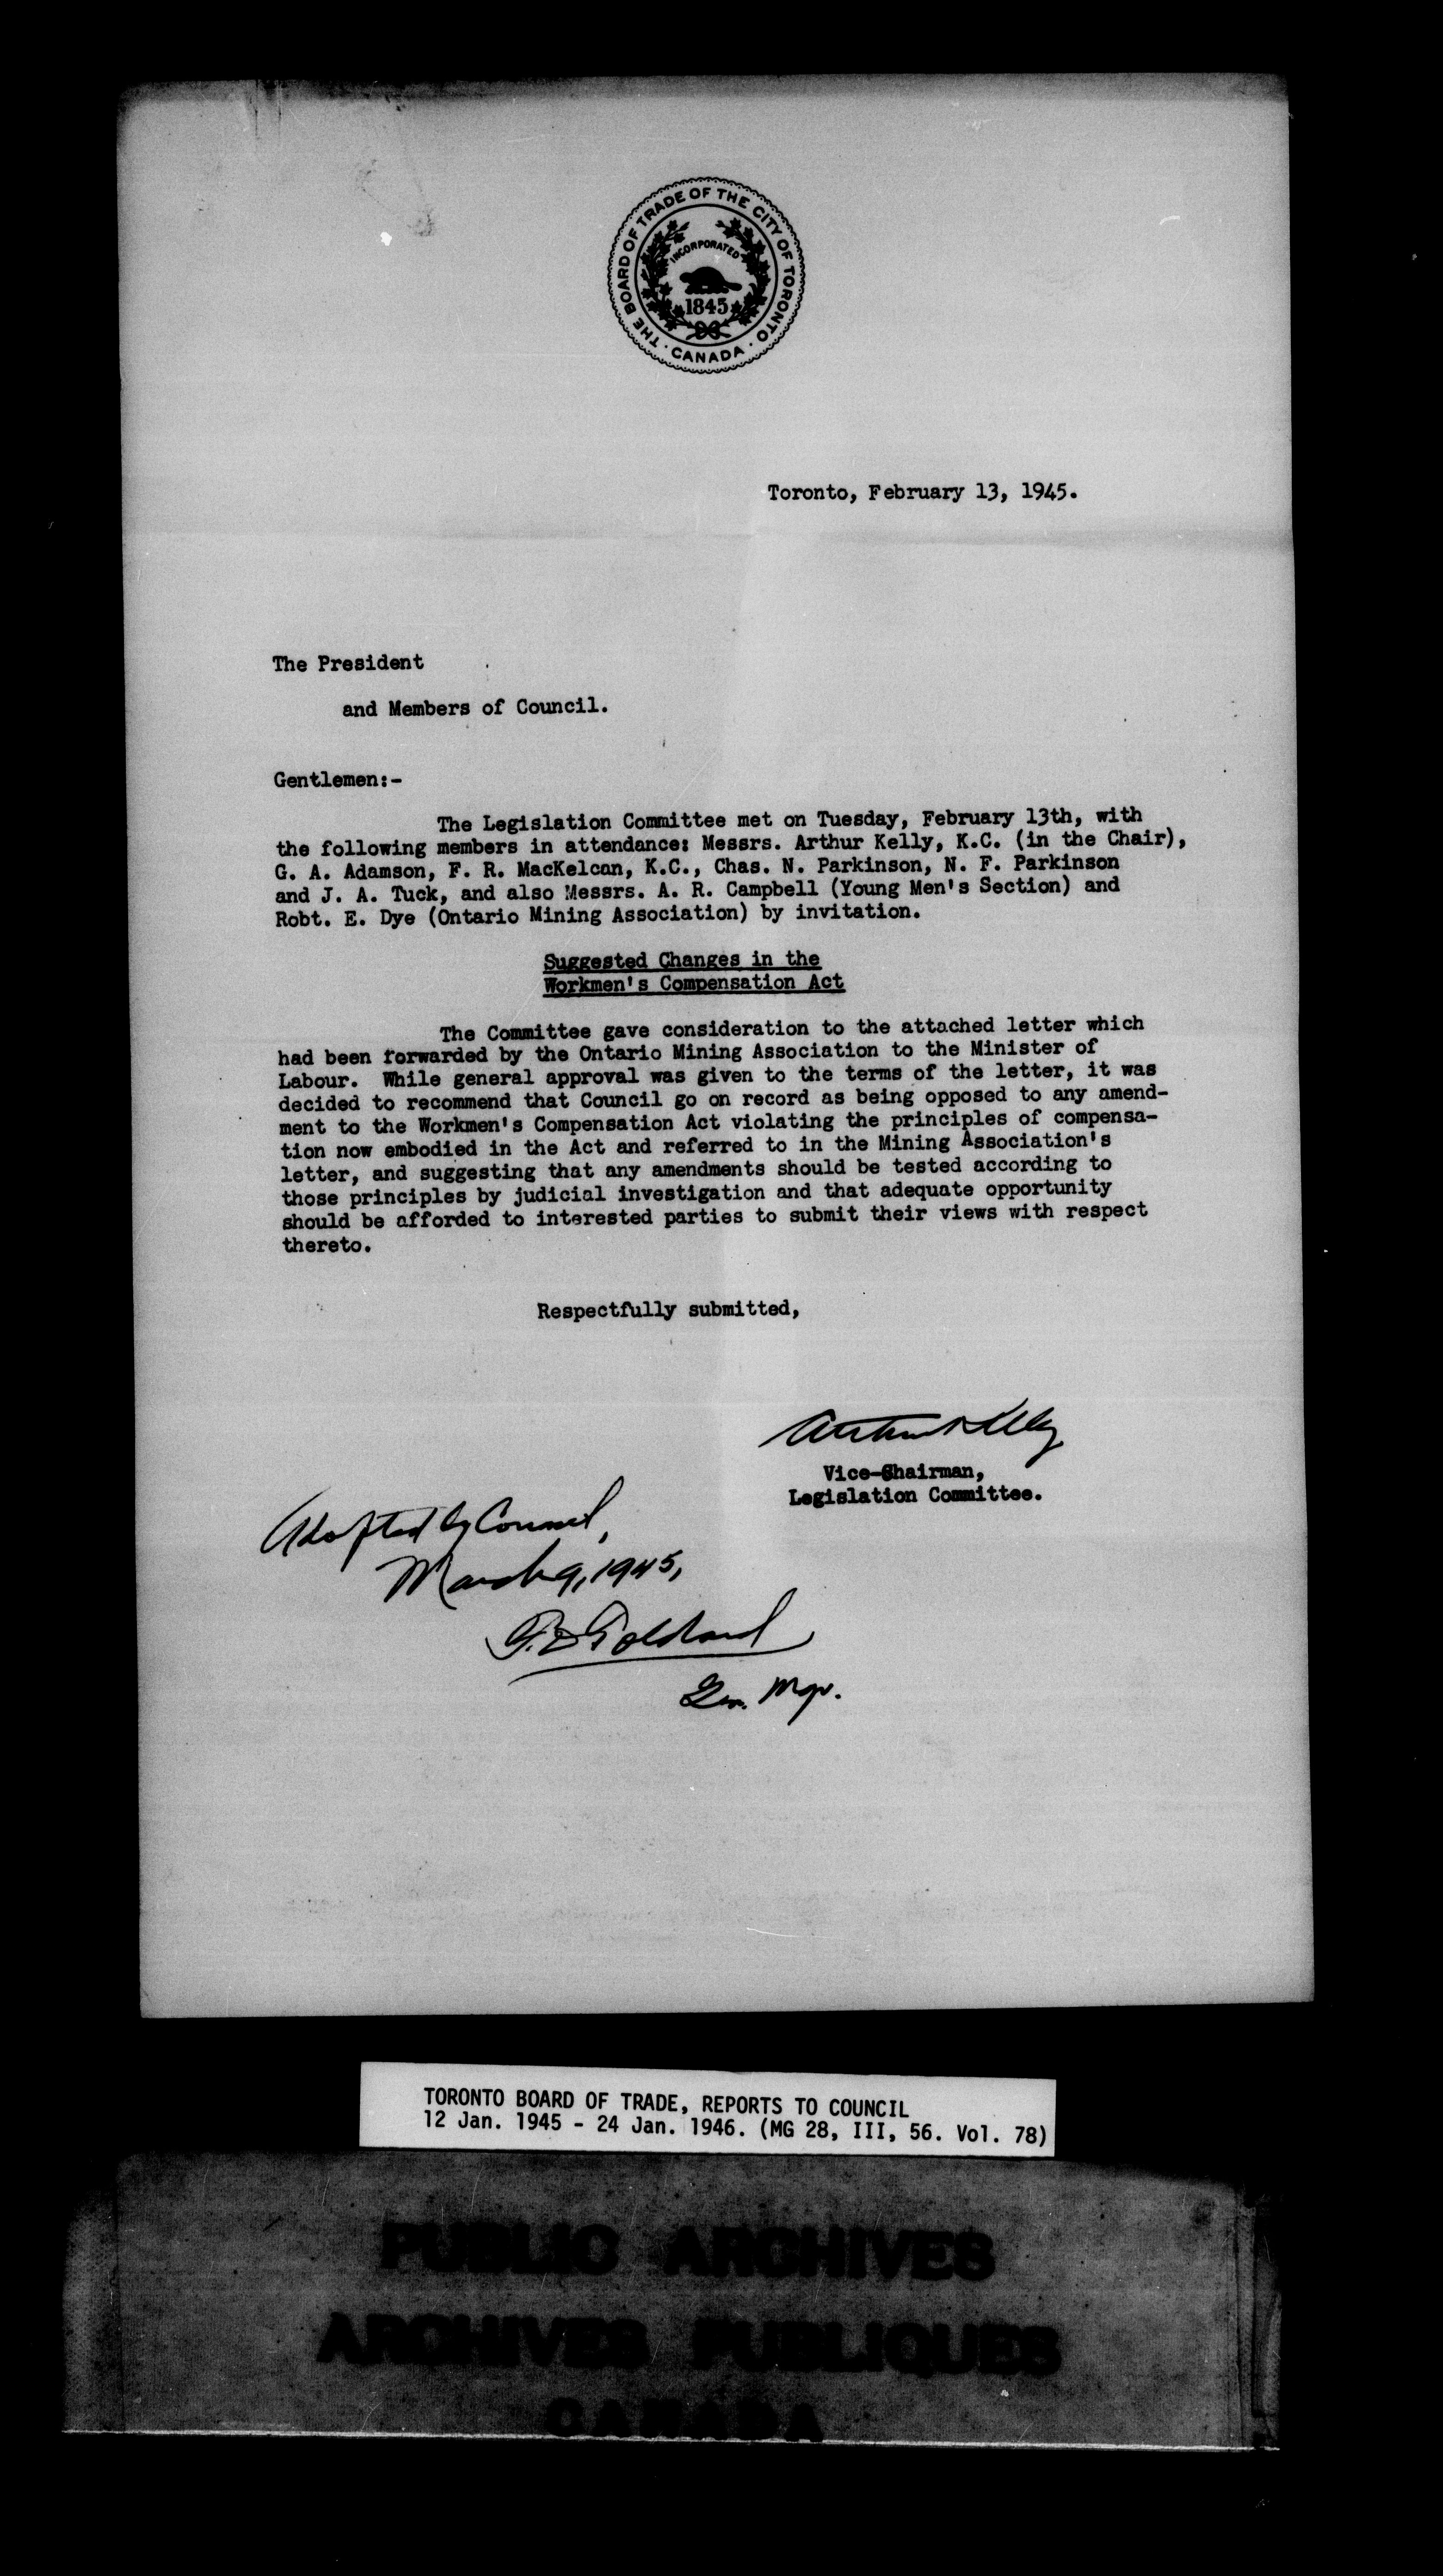 THE BOARD OF TRADE OF THE CITY OF TORONTO · CANADA ·
INCORPORATED
1845
Toronto, February 13, 1945.
The President
and Members of Council.
Gentlemen:-
The Legislation Committee met on Tuesday, February 13th, with
the following members in attendance: Messrs. Arthur Kelly, K.C. (in the Chair),
G. A. Adamson, F. R. MacKelcan, K.C., Chas. N. Parkinson, N. F. Parkinson
and J. A. Tuck, and also Messrs. A. R. Campbell (Young Men's Section) and
Robt. E. Dye (Ontario Mining Association) by invitation.
Suggested Changes in the
Workmen's Compensation Act
The Committee gave consideration to the attached letter which
had been forwarded by the Ontario Mining Association to the Minister of
Labour. While general approval was given to the terms of the letter, it was
decided to recommend that Council go on record as being opposed to any amend-
ment to the Workmen's Compensation Act violating the principles of compensa-
tion now embodied in the Act and referred to in the Mining Association's
letter, and suggesting that any amendments should be tested according to
those principles by judicial investigation and that adequate opportunity
should be afforded to interested parties to submit their views with respect
thereto.
Respectfully submitted,
Arthur Kelly
Vice-Chairman,
Legislation Committee.
Adopted by Council,
March 9, 1945,
Gen. Mgr.
TORONTO BOARD OF TRADE, REPORTS TO COUNCIL
12 Jan. 1945 - 24 Jan. 1946. (MG 28, III, 56. Vol. 78)
PUBLIC ARCHIVES
ARCHIVES PUBLIQUES
CANADA